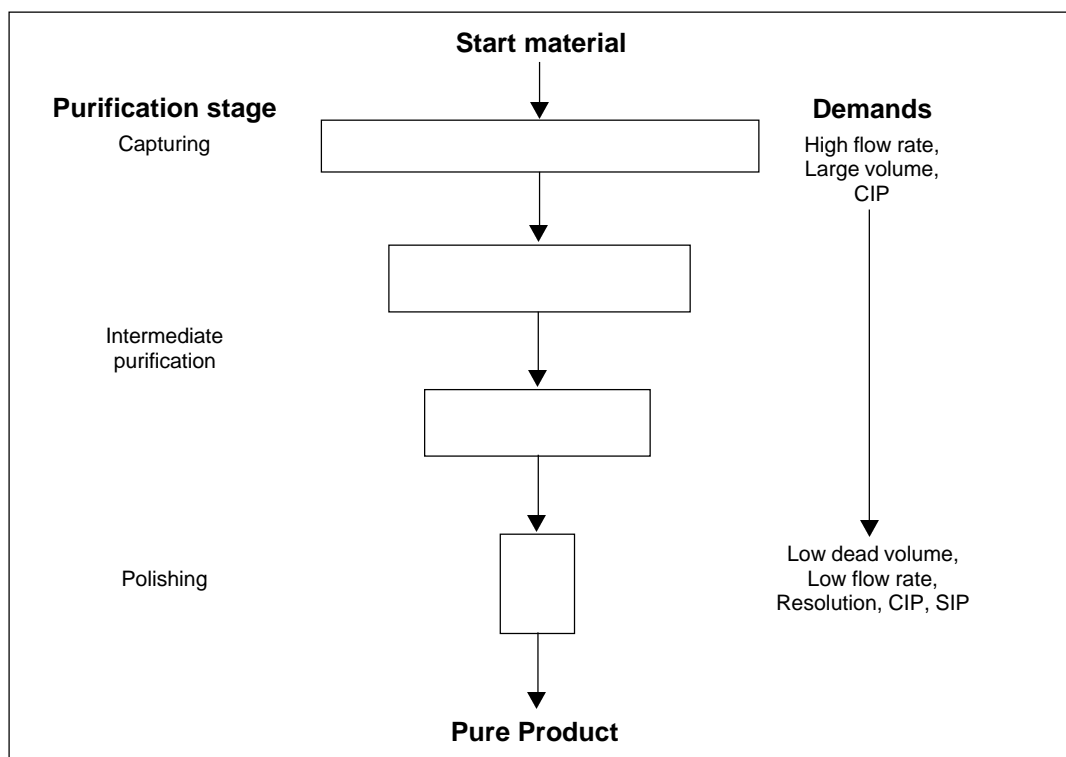 Start material
Purification stage
Demands
Capturing
High flow rate,
Large volume,
CIP
Intermediate
purification
Polishing
Low dead volume,
Low flow rate,
Resolution, CIP, SIP
Pure Product